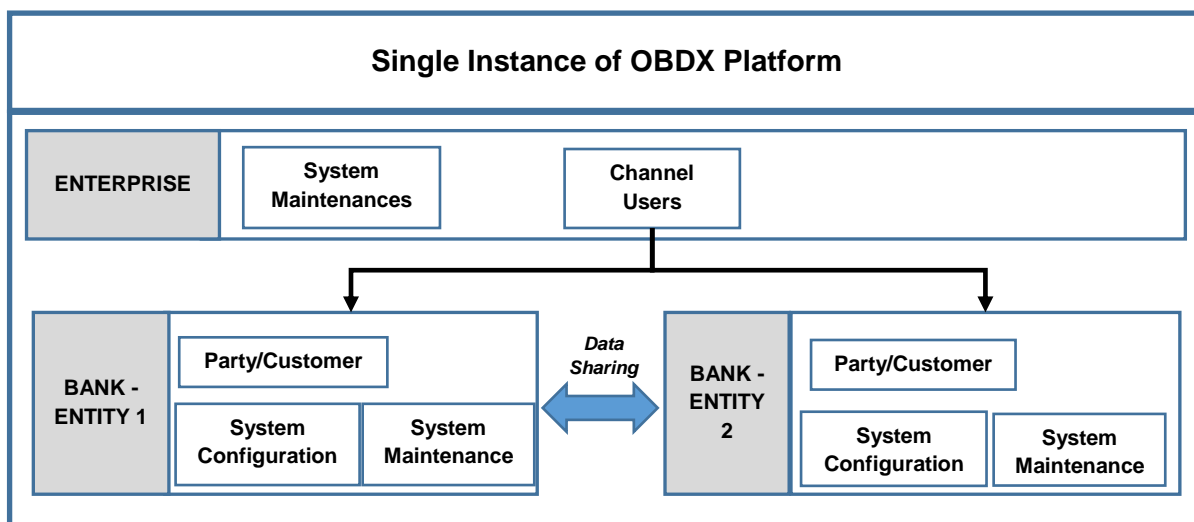 Single Instance of OBDX Platform
ENTERPRISE
System
Maintenances
Channel
Users
BANK -
ENTITY 1
Party/Customer
System
Configuration
System
Maintenance
Data
Sharing
BANK -
ENTITY
2
Party/Customer
System
Configuration
System
Maintenance